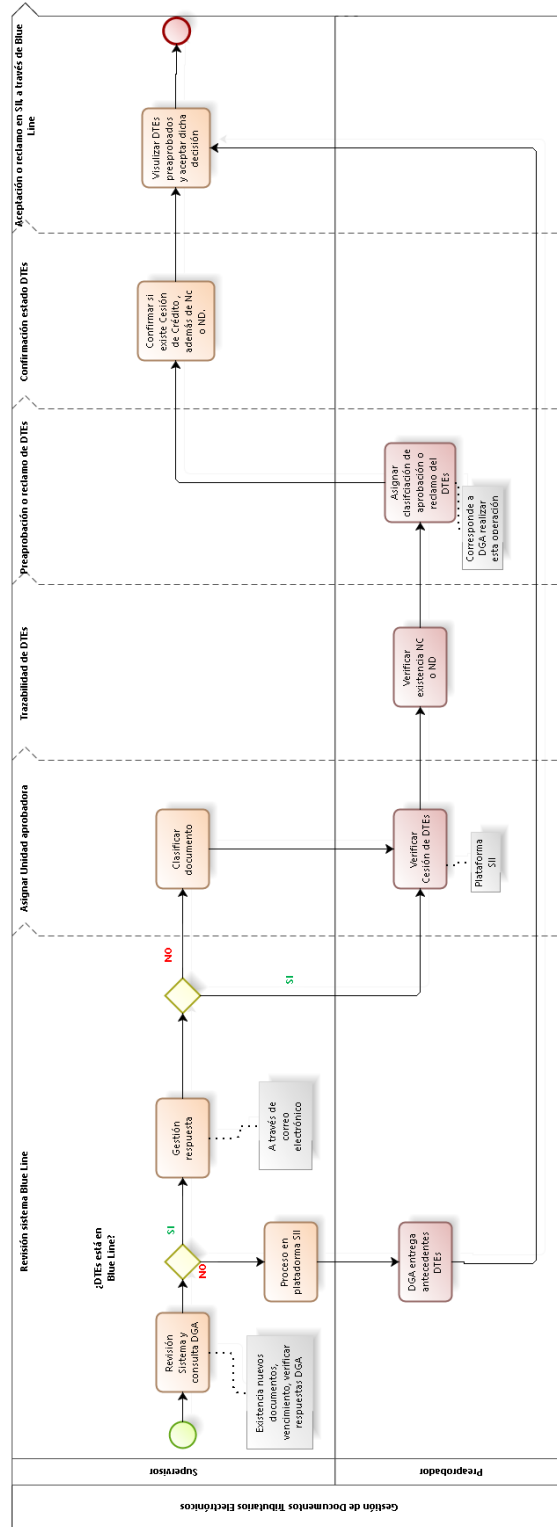 Gestión de Documentos Tributarios Electrónicos
Supervisor
Preaprobador
Revisión sistema Blue Line
Asignar Unidad aprobadora
Trazabilidad de DTEs
Preaprobación o reclamo de DTEs
Confirmación estado DTEs
Aceptación o reclamo en SII, a través de Blue
Line
¿DTEs está en
Blue Line?
Revisión
Sistema y
consulta DGA
Existencia nuevos
documentos,
vencimiento, verificar
respuestas DGA
SI
NO
Gestión
respuesta
A través de
correo
electrónico
Proceso en
platadorma SII
DGA entrega
antecedentes
DTEs
NO
SI
Clasificar
documento
Verificar
Cesión de DTEs
Plataforma
SII
Verificar
existencia NC
o ND
Asignar
clasifciación de
aprobación o
reclamo del
DTEs
Corresponde a
DGA realizar
esta operación
Confirmar si
existe Cesión
de Crédito ,
además de Nc
o ND.
Visulizar DTEs
preaprobados
y aceptar dicha
decisión